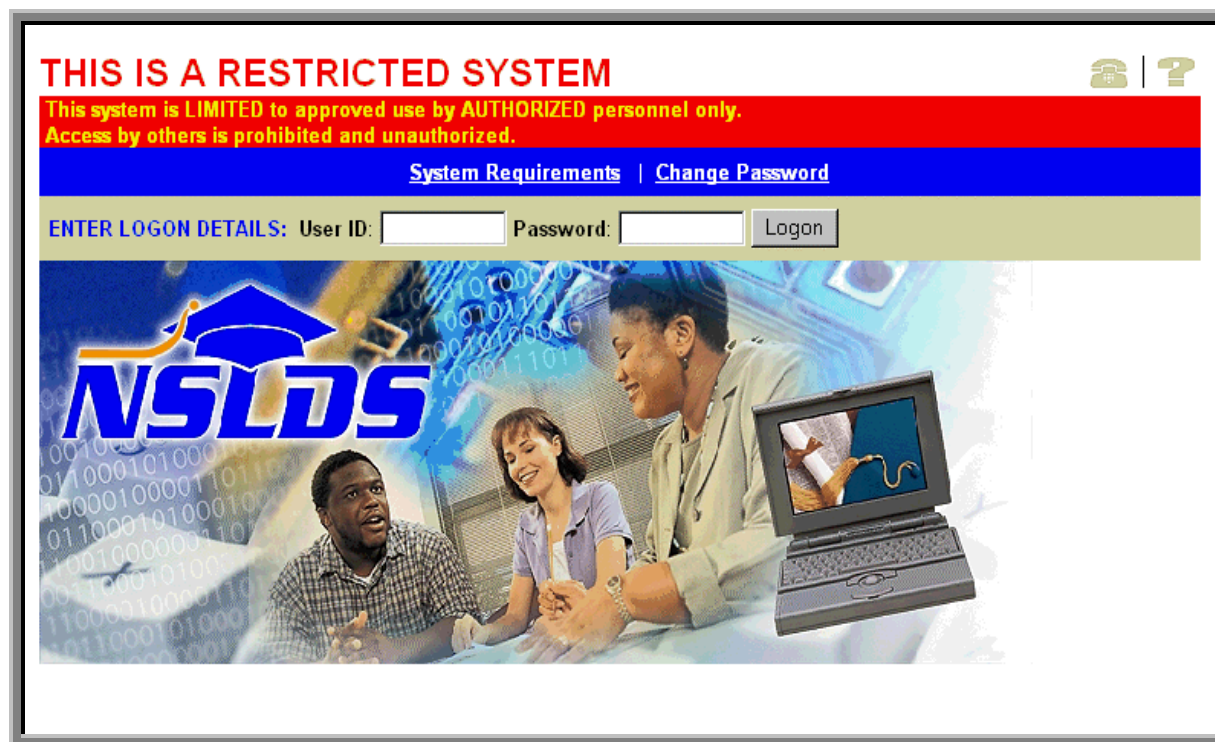 THIS IS A RESTRICTED SYSTEM
This system is LIMITED to approved use by AUTHORIZED personnel only.
Access by others is prohibited and unauthorized.
System Requirements | Change Password
ENTER LOGON DETAILS: User ID: Password: Logon
NSLDS